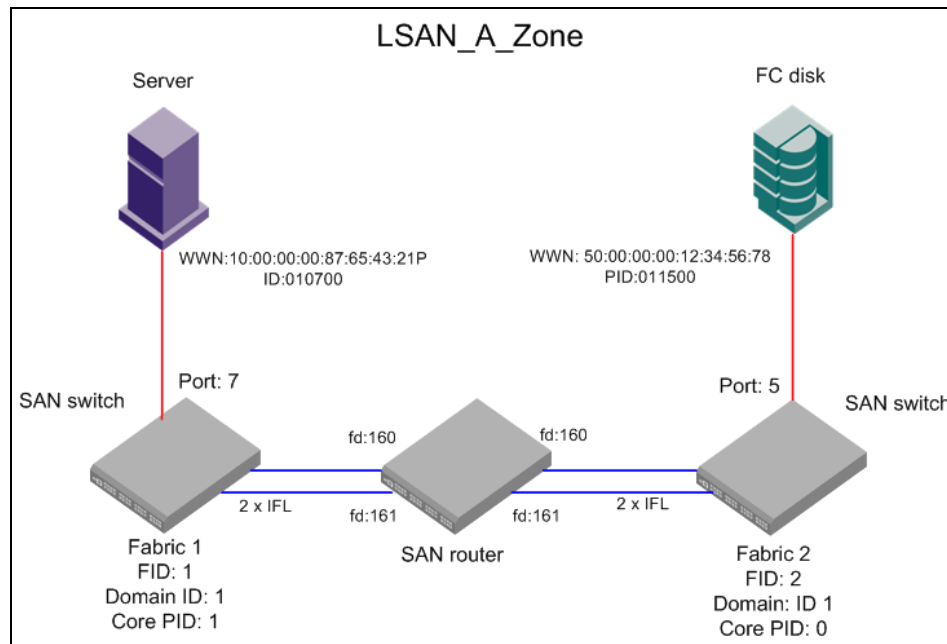 LSAN_A_Zone
Server
FC disk
WWN:10:00:00:00:87:65:43:21P
ID:010700
WWN: 50:00:00:00:12:34:56:78
PID:011500
Port: 7
Port: 5
SAN switch
SAN switch
fd:160
fd:160
2 x IFL
fd:161
fd:161
2 x IFL
SAN router
Fabric 1
FID: 1
Domain ID: 1
Core PID: 1
Fabric 2
FID: 2
Domain: ID 1
Core PID: 0